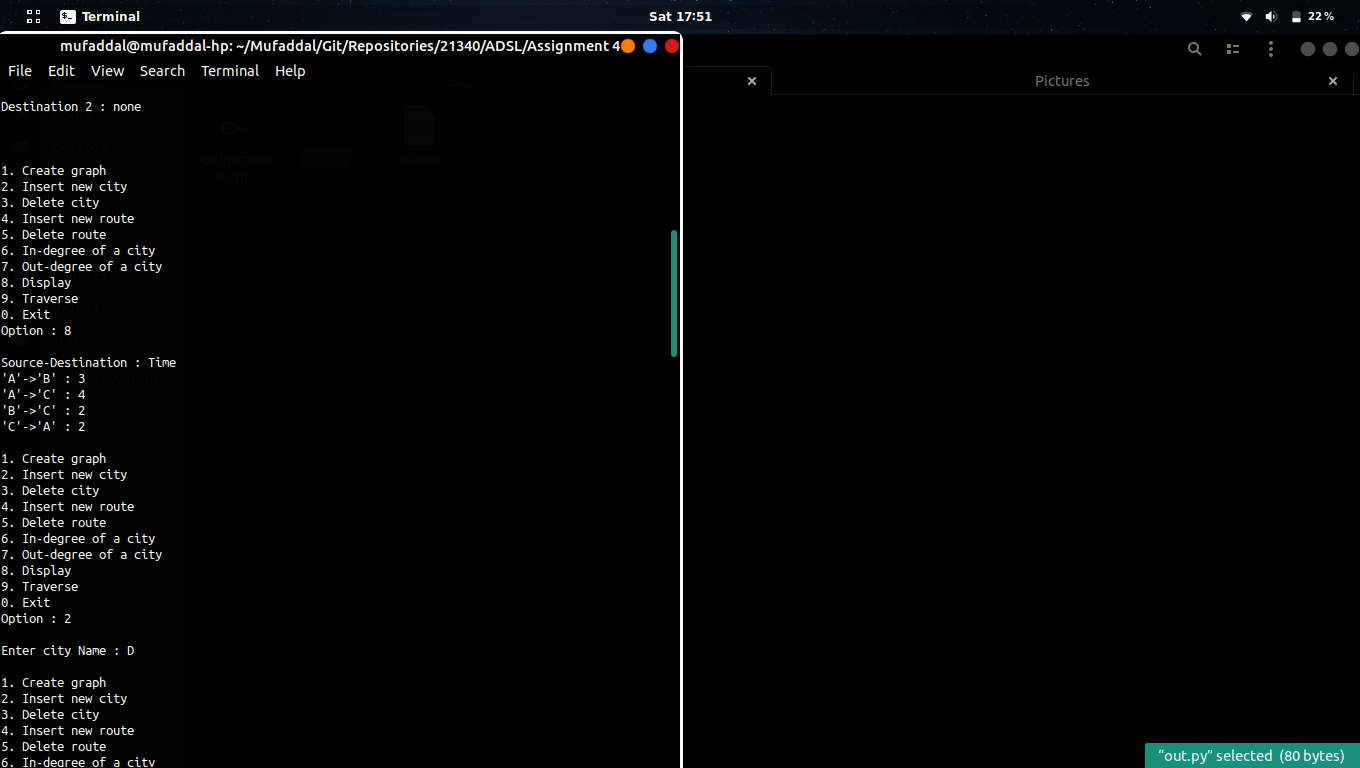 Terminal
Sat 17:51
22 %
mufaddal@mufaddal-hp: ~/Mufaddal/Git/Repositories/21340/ADSL/Assignment 4
File Edit View Search Terminal Help
Pictures
Destination 2 : none
1. Create graph
2. Insert new city
3. Delete city
4. Insert new route
5. Delete route
6. In-degree of a city
7. Out-degree of a city
8. Display
9. Traverse
0. Exit
Option : 8
Source-Destination : Time
'A'->'B' : 3
'A'->'C' : 4
'B'->'C' : 2
'C'->'A' : 2
1. Create graph
2. Insert new city
3. Delete city
4. Insert new route
5. Delete route
6. In-degree of a city
7. Out-degree of a city
8. Display
9. Traverse
0. Exit
Option : 2
Enter city Name : D
1. Create graph
2. Insert new city
3. Delete city
4. Insert new route
5. Delete route
6. In-degree of a city
“out.py” selected (80 bytes)